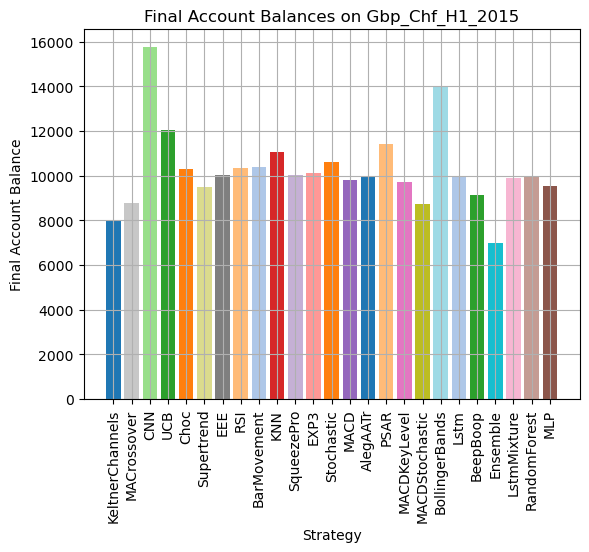 Final Account Balances on Gbp_Chf_H1_2015
Final Account Balance
16000
14000
12000
10000
8000
6000
4000
2000
0
KeltnerChannels
MACrossover
CNN
UCB
Choc
Supertrend
EEE
RSI
BarMovement
KNN
SqueezePro
EXP3
Stochastic
MACD
AlegAATr
PSAR
MACDKeyLevel
MACDStochastic
BollingerBands
Lstm
BeepBoop
Ensemble
LstmMixture
RandomForest
MLP
Strategy